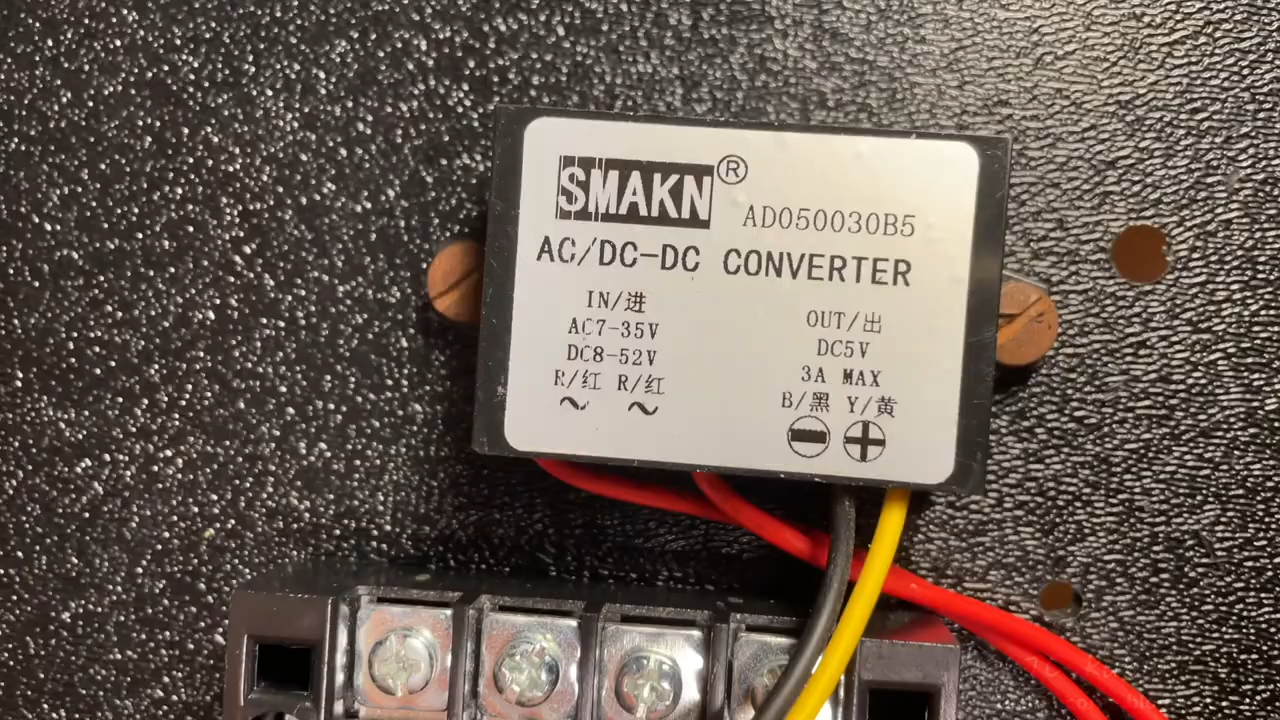 SMAKN®
AD050030B5
AC/DC-DC CONVERTER
IN/进
AC7-35V
DC8-52V
R/红 R/红
OUT/出
DC5V
3A MAX
B/黑 Y/黄